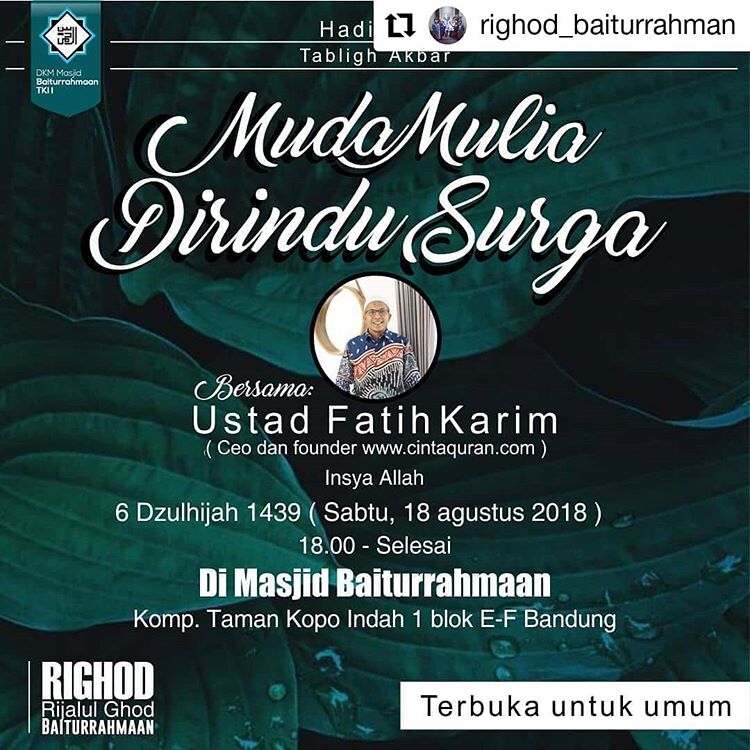 Hadi
righod_baiturrahman
Tabligh Akbar
DKM Masjid
Baiturrahmaan
TKI I
Muda Mulia
Dirindu Surga
Bersama:
Ustad Fatih Karim
( Ceo dan founder www.cintaquran.com )
Insya Allah
6 Dzulhijah 1439 ( Sabtu, 18 agustus 2018 )
18.00 - Selesai
Di Masjid Baiturrahmaan
Komp. Taman Kopo Indah 1 blok E-F Bandung
RIGHOD
Rijalul Ghod
BAITURRAHMAAN
Terbuka untuk umum